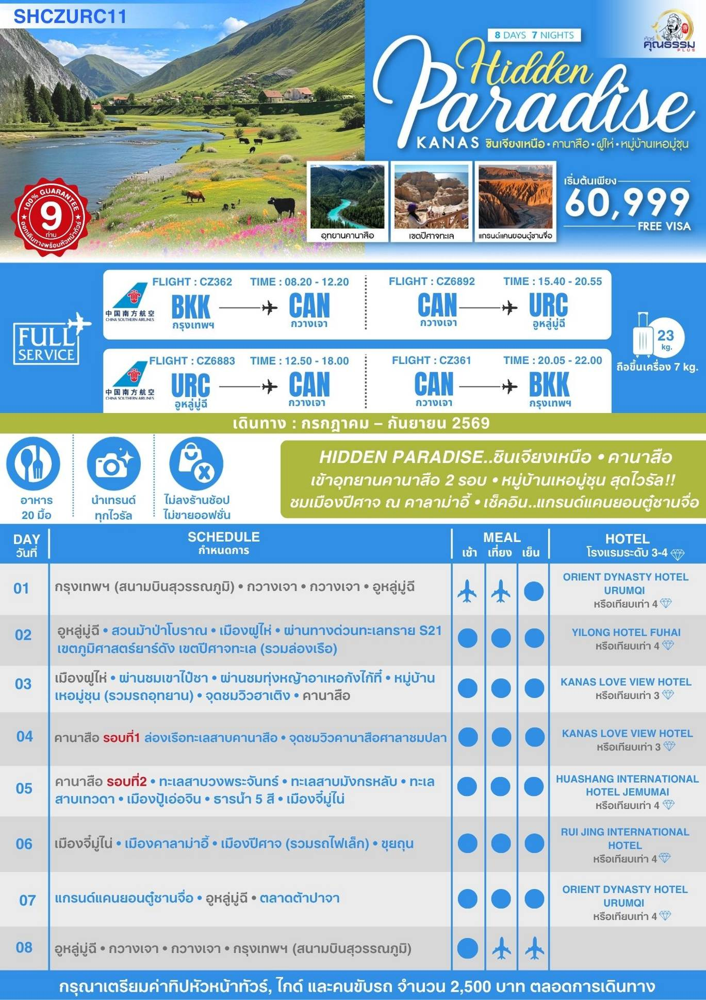 SHCZURC11
8 DAYS 7 NIGHTS
ทัวร์
คุณธรรม
PLUS
Hidden
Paradise
KANAS ซินเจียงเหนือ • คานาสือ • ฝูไห่ • หมู่บ้านเหอมู่ชุน
100% GUARANTEE
9
ท่าน
ออกเดินทางพร้อมหัวหน้าทัวร์
อุทยานคานาสือ
เขตปีศาจทะเล
แกรนด์แคนยอนตู๋ซานจื่อ
เริ่มต้นเพียง
60,999
FREE VISA
FULL
SERVICE
中国南方航空
CHINA SOUTHERN AIRLINES
FLIGHT : CZ362 TIME : 08.20 - 12.20
BKK CAN
กรุงเทพฯ กวางเจา
FLIGHT : CZ6892 TIME : 15.40 - 20.55
CAN URC
กวางเจา อูหลู่มู่ฉี
中国南方航空
CHINA SOUTHERN AIRLINES
FLIGHT : CZ6883 TIME : 12.50 - 18.00
URC CAN
อูหลู่มู่ฉี กวางเจา
FLIGHT : CZ361 TIME : 20.05 - 22.00
CAN BKK
กวางเจา กรุงเทพฯ
23
kg.
ถือขึ้นเครื่อง 7 kg.
เดินทาง : กรกฎาคม – กันยายน 2569
อาหาร
20 มื้อ
นำเทรนด์
ทุกไวรัล
ไม่ลงร้านช้อป
ไม่ขายออฟชั่น
HIDDEN PARADISE..ซินเจียงเหนือ • คานาสือ
เข้าอุทยานคานาสือ 2 รอบ • หมู่บ้านเหอมู่ชุน สุดไวรัล!!
ชมเมืองปีศาจ ณ คาลาม่าอี้ • เช็คอิน..แกรนด์แคนยอนตู๋ซานจื่อ
DAY
วันที่
SCHEDULE
กำหนดการ
MEAL
เช้า เที่ยง เย็น
HOTEL
โรงแรมระดับ 3-4
01
กรุงเทพฯ (สนามบินสุวรรณภูมิ) • กวางเจา • กวางเจา • อูหลู่มู่ฉี
ORIENT DYNASTY HOTEL
URUMQI
หรือเทียบเท่า 4
02
อูหลู่มู่ฉี • สวนม้าป่าโบราณ • เมืองฝูไห่ • ผ่านทางด่วนทะเลทราย S21
เขตภูมิศาสตร์ยาร์ดัง เขตปีศาจทะเล (รวมล่องเรือ)
YILONG HOTEL FUHAI
หรือเทียบเท่า 4
03
เมืองฝูไห่ • ผ่านชมเขาไป๋ซา • ผ่านชมทุ่งหญ้าอาเหอกังไก้ที่ • หมู่บ้าน
เหอมู่ชุน (รวมรถอุทยาน) • จุดชมวิวฮาเติง • คานาสือ
KANAS LOVE VIEW HOTEL
หรือเทียบเท่า 3
04
คานาสือ รอบที่1 ล่องเรือทะเลสาบคานาสือ • จุดชมวิวคานาสือศาลาชมปลา
KANAS LOVE VIEW HOTEL
หรือเทียบเท่า 3
05
คานาสือ รอบที่2 • ทะเลสาบวงพระจันทร์ • ทะเลสาบมังกรหลับ • ทะเล
สาบเทวดา • เมืองปู้เอ่อจิน • ธารน้ำ 5 สี • เมืองจี๋มู่ไน่
HUASHANG INTERNATIONAL
HOTEL JEMUMAI
หรือเทียบเท่า 4
06
เมืองจี๋มู่ไน่ • เมืองคาลาม่าอี้ • เมืองปีศาจ (รวมรถไฟเล็ก) • ขุยถุน
RUI JING INTERNATIONAL
HOTEL
หรือเทียบเท่า 4
07
แกรนด์แคนยอนตู๋ซานจื่อ • อูหลู่มู่ฉี • ตลาดต้าปาจา
ORIENT DYNASTY HOTEL
URUMQI
หรือเทียบเท่า 4
08
อูหลู่มู่ฉี • กวางเจา • กวางเจา • กรุงเทพฯ (สนามบินสุวรรณภูมิ)
กรุณาเตรียมค่าทิปหัวหน้าทัวร์, ไกด์ และคนขับรถ จำนวน 2,500 บาท ตลอดการเดินทาง